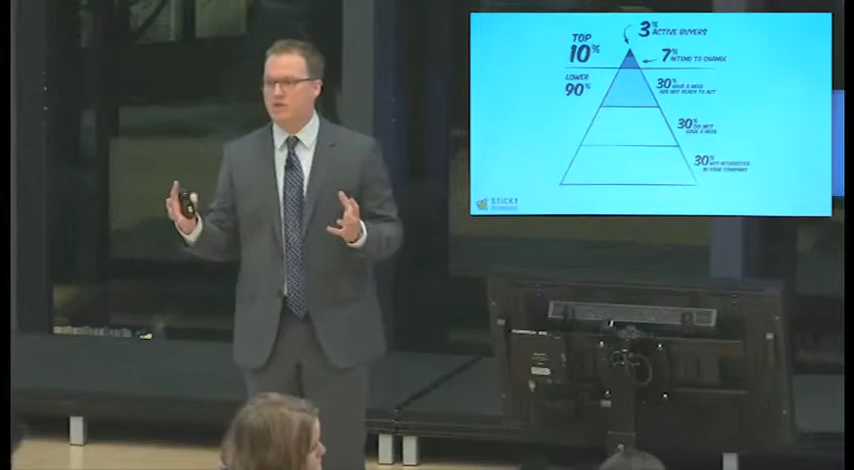 3% ACTIVE BUYERS
TOP
10%
7% INTEND TO CHANGE
LOWER
90%
30% HAVE A NEED
ARE NOT READY TO ACT
30% DO NOT
HAVE A NEED
30% NOT INTERESTED
IN YOUR COMPANY
STICKY